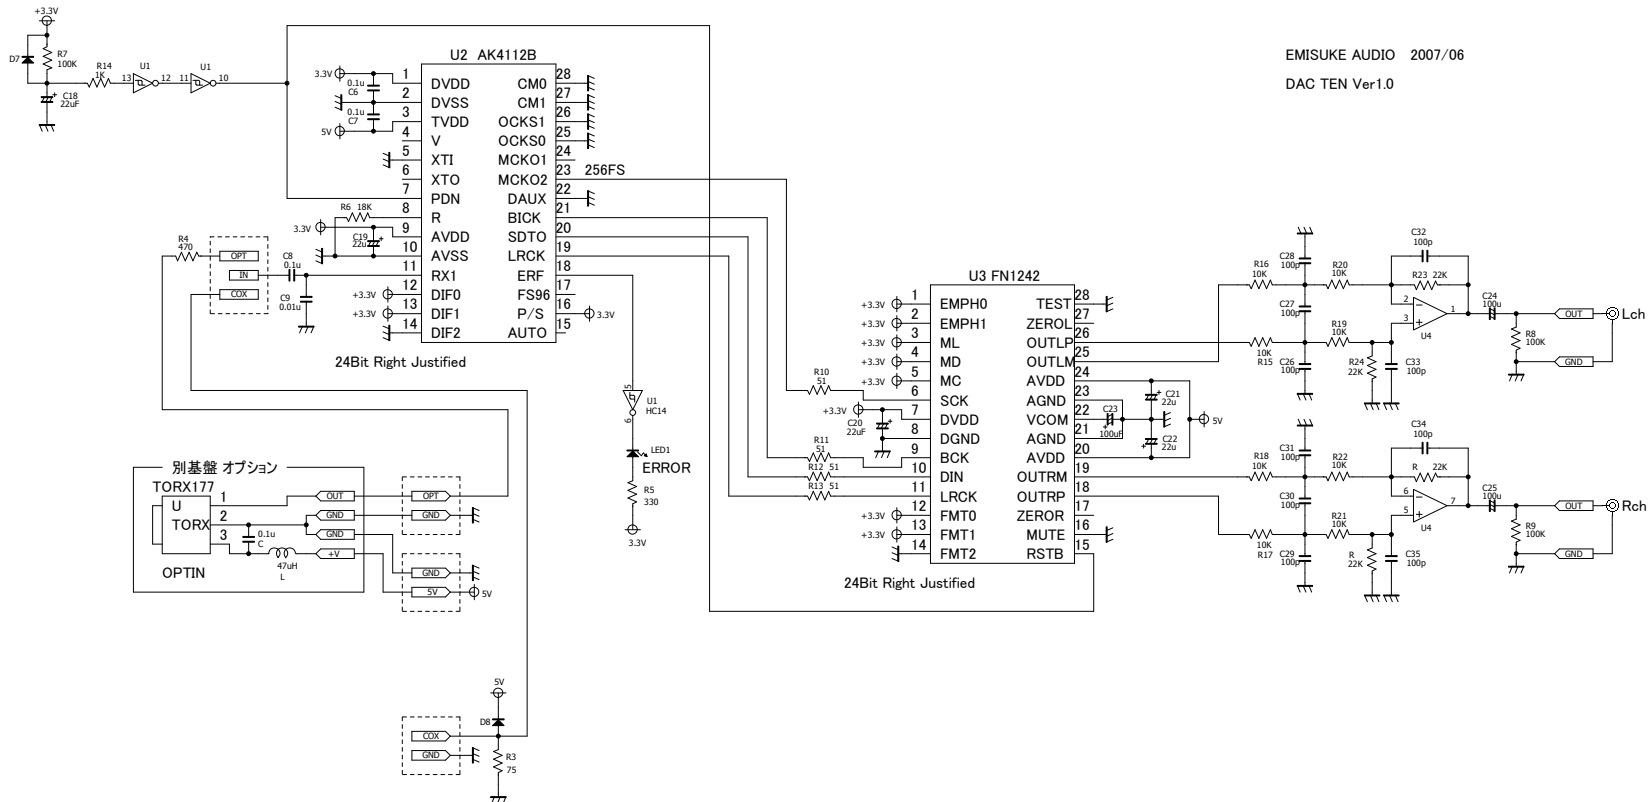 EMISUKE AUDIO 2007/06
DAC TEN Ver1.0
+3.3V
D7
R7
100K
C18
22uF
R14
1K
13
U1
12
11
U1
10
U2 AK4112B
3.3V
0.1u
C6
0.1u
C7
5V
1 DVDD
2 DVSS
3 TVDD
4 V
5 XTI
6 XTO
7 PDN
8 R
9 AVDD
10 AVSS
11 RX1
12 DIF0
13 DIF1
14 DIF2
CM0 28
CM1 27
OCKS1 26
OCKS0 25
MCKO1 24
MCKO2 23
DAUX 22
BICK 21
SDTO 20
LRCK 19
ERF 18
FS96 17
P/S 16
AUTO 15
256FS
R6 18K
3.3V
C19
22u
+3.3V
+3.3V
3.3V
24Bit Right Justified
R4
470
OPT
IN
COX
C8
0.1u
C9
0.01u
5
U1
HC14
6
LED1
ERROR
R5
330
3.3V
別基盤 オプション
TORX177
U
TORX
1
2
3
OPTIN
0.1u
C
47uH
L
OUT
GND
GND
+V
OPT
GND
GND
5V
5V
5V
D8
COX
GND
R3
75
U3 FN1242
+3.3V
+3.3V
+3.3V
+3.3V
+3.3V
1 EMPH0
2 EMPH1
3 ML
4 MD
5 MC
6 SCK
7 DVDD
8 DGND
9 BCK
10 DIN
11 LRCK
12 FMT0
13 FMT1
14 FMT2
TEST 28
ZEROL 27
OUTLP 26
OUTLM 25
AVDD 24
AGND 23
VCOM 22
AGND 21
AVDD 20
OUTRM 19
OUTRP 18
ZEROR 17
MUTE 16
RSTB 15
R10
51
+3.3V
C20
22uF
R11
51
R12 51
R13 51
+3.3V
+3.3V
24Bit Right Justified
C21
22u
C23
100uF
C22
22u
5V
R16
10K
C28
100p
R20
10K
C32
100p
R23 22K
C27
100p
2
3
1
U4
C24
100u
10K
R15
R19
10K
C26
100p
R24
22K
C33
100p
R8
100K
OUT
GND
Lch
R18
10K
C31
100p
R22
10K
C34
100p
R 22K
C30
100p
6
5
7
U4
C25
100u
10K
R17
R21
10K
C29
100p
R
22K
C35
100p
R9
100K
OUT
GND
Rch